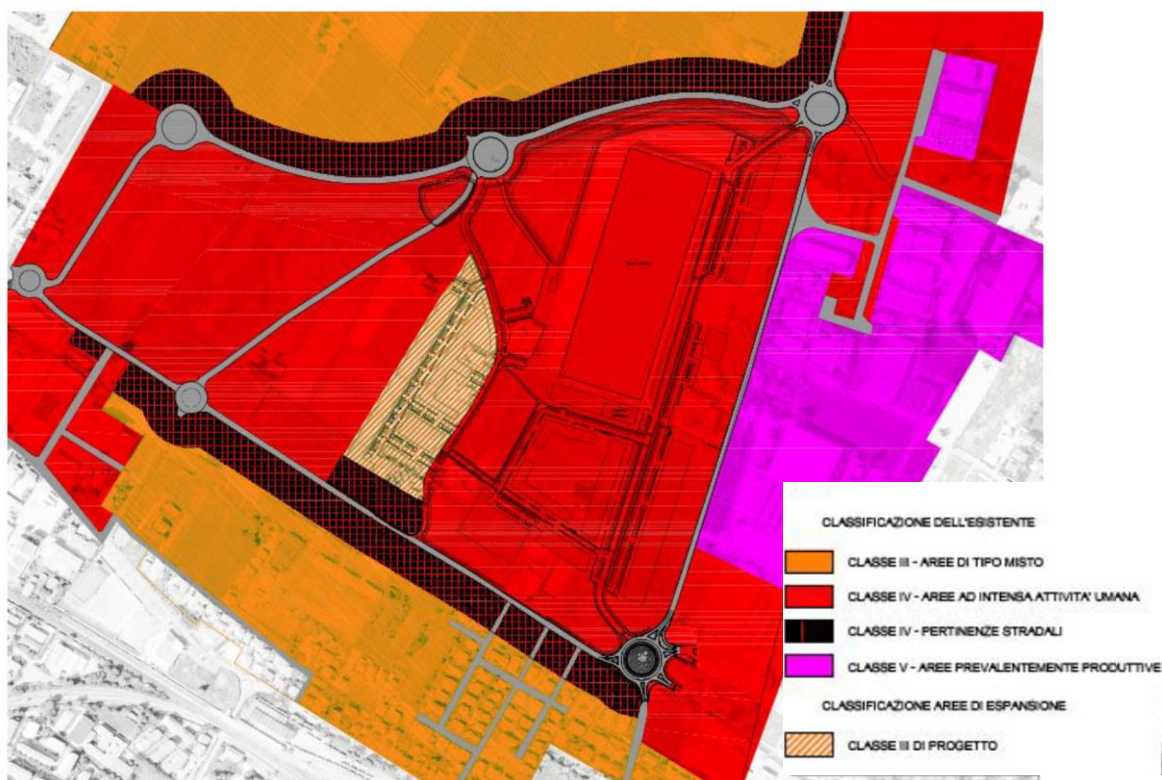 CLASSIFICAZIONE DELL'ESISTENTE
CLASSE III - AREE DI TIPO MISTO
CLASSE IV - AREE AD INTENSA ATTIVITA' UMANA
CLASSE IV - PERTINENZE STRADALI
CLASSE V - AREE PREVALENTEMENTE PRODUTTIVE
CLASSIFICAZIONE AREE DI ESPANSIONE
CLASSE III DI PROGETTO